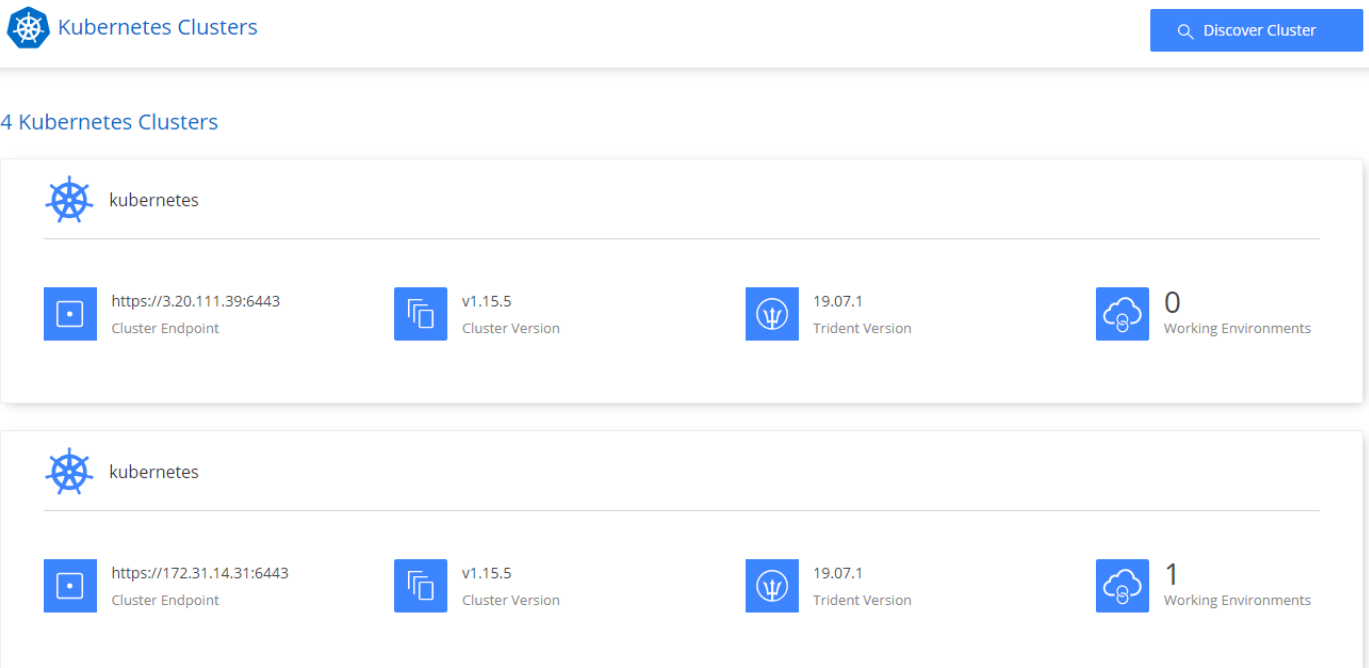 Kubernetes Clusters
Discover Cluster
4 Kubernetes Clusters
kubernetes
https://3.20.111.39:6443
Cluster Endpoint
v1.15.5
Cluster Version
19.07.1
Trident Version
0
Working Environments
kubernetes
https://172.31.14.31:6443
Cluster Endpoint
v1.15.5
Cluster Version
19.07.1
Trident Version
1
Working Environments